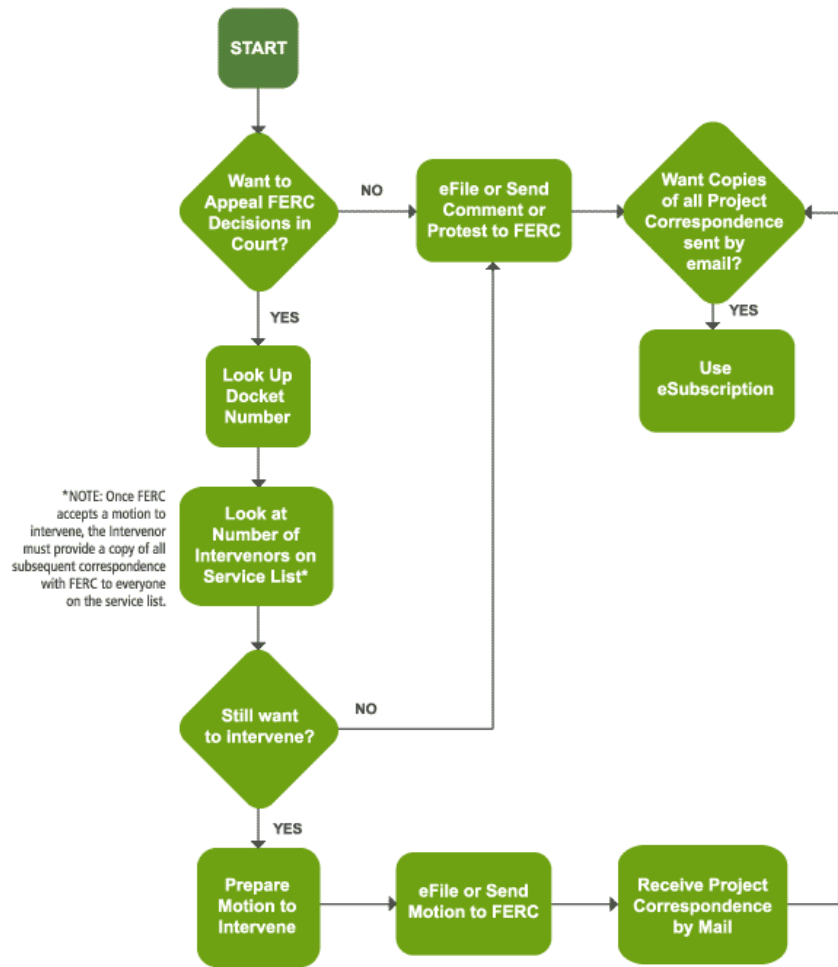 START
Want to
Appeal FERC
Decisions in
Court?
NO
eFile or Send
Comment or
Protest to FERC
Want Copies
of all Project
Correspondence
sent by
email?
YES
YES
Look Up
Docket
Number
Use
eSubscription
*NOTE: Once FERC
accepts a motion to
intervene, the Intervenor
must provide a copy of all
subsequent correspondence
with FERC to everyone
on the service list.
Look at
Number of
Intervenors on
Service List*
Still want
to intervene?
NO
YES
Prepare
Motion to
Intervene
eFile or Send
Motion to FERC
Receive Project
Correspondence
by Mail